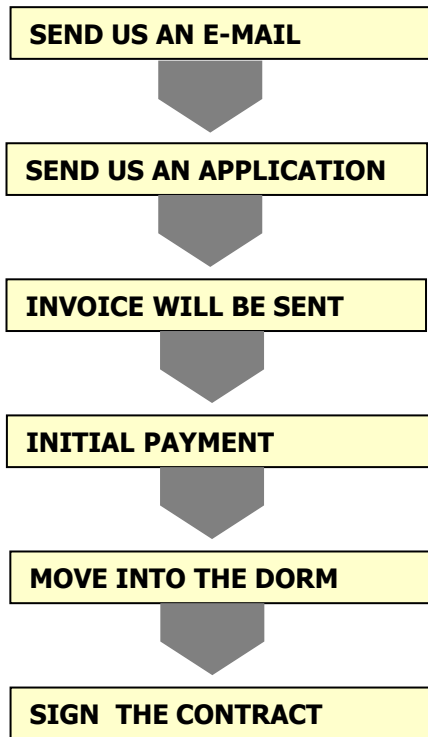 SEND US AN E-MAIL
SEND US AN APPLICATION
INVOICE WILL BE SENT
INITIAL PAYMENT
MOVE INTO THE DORM
SIGN THE CONTRACT